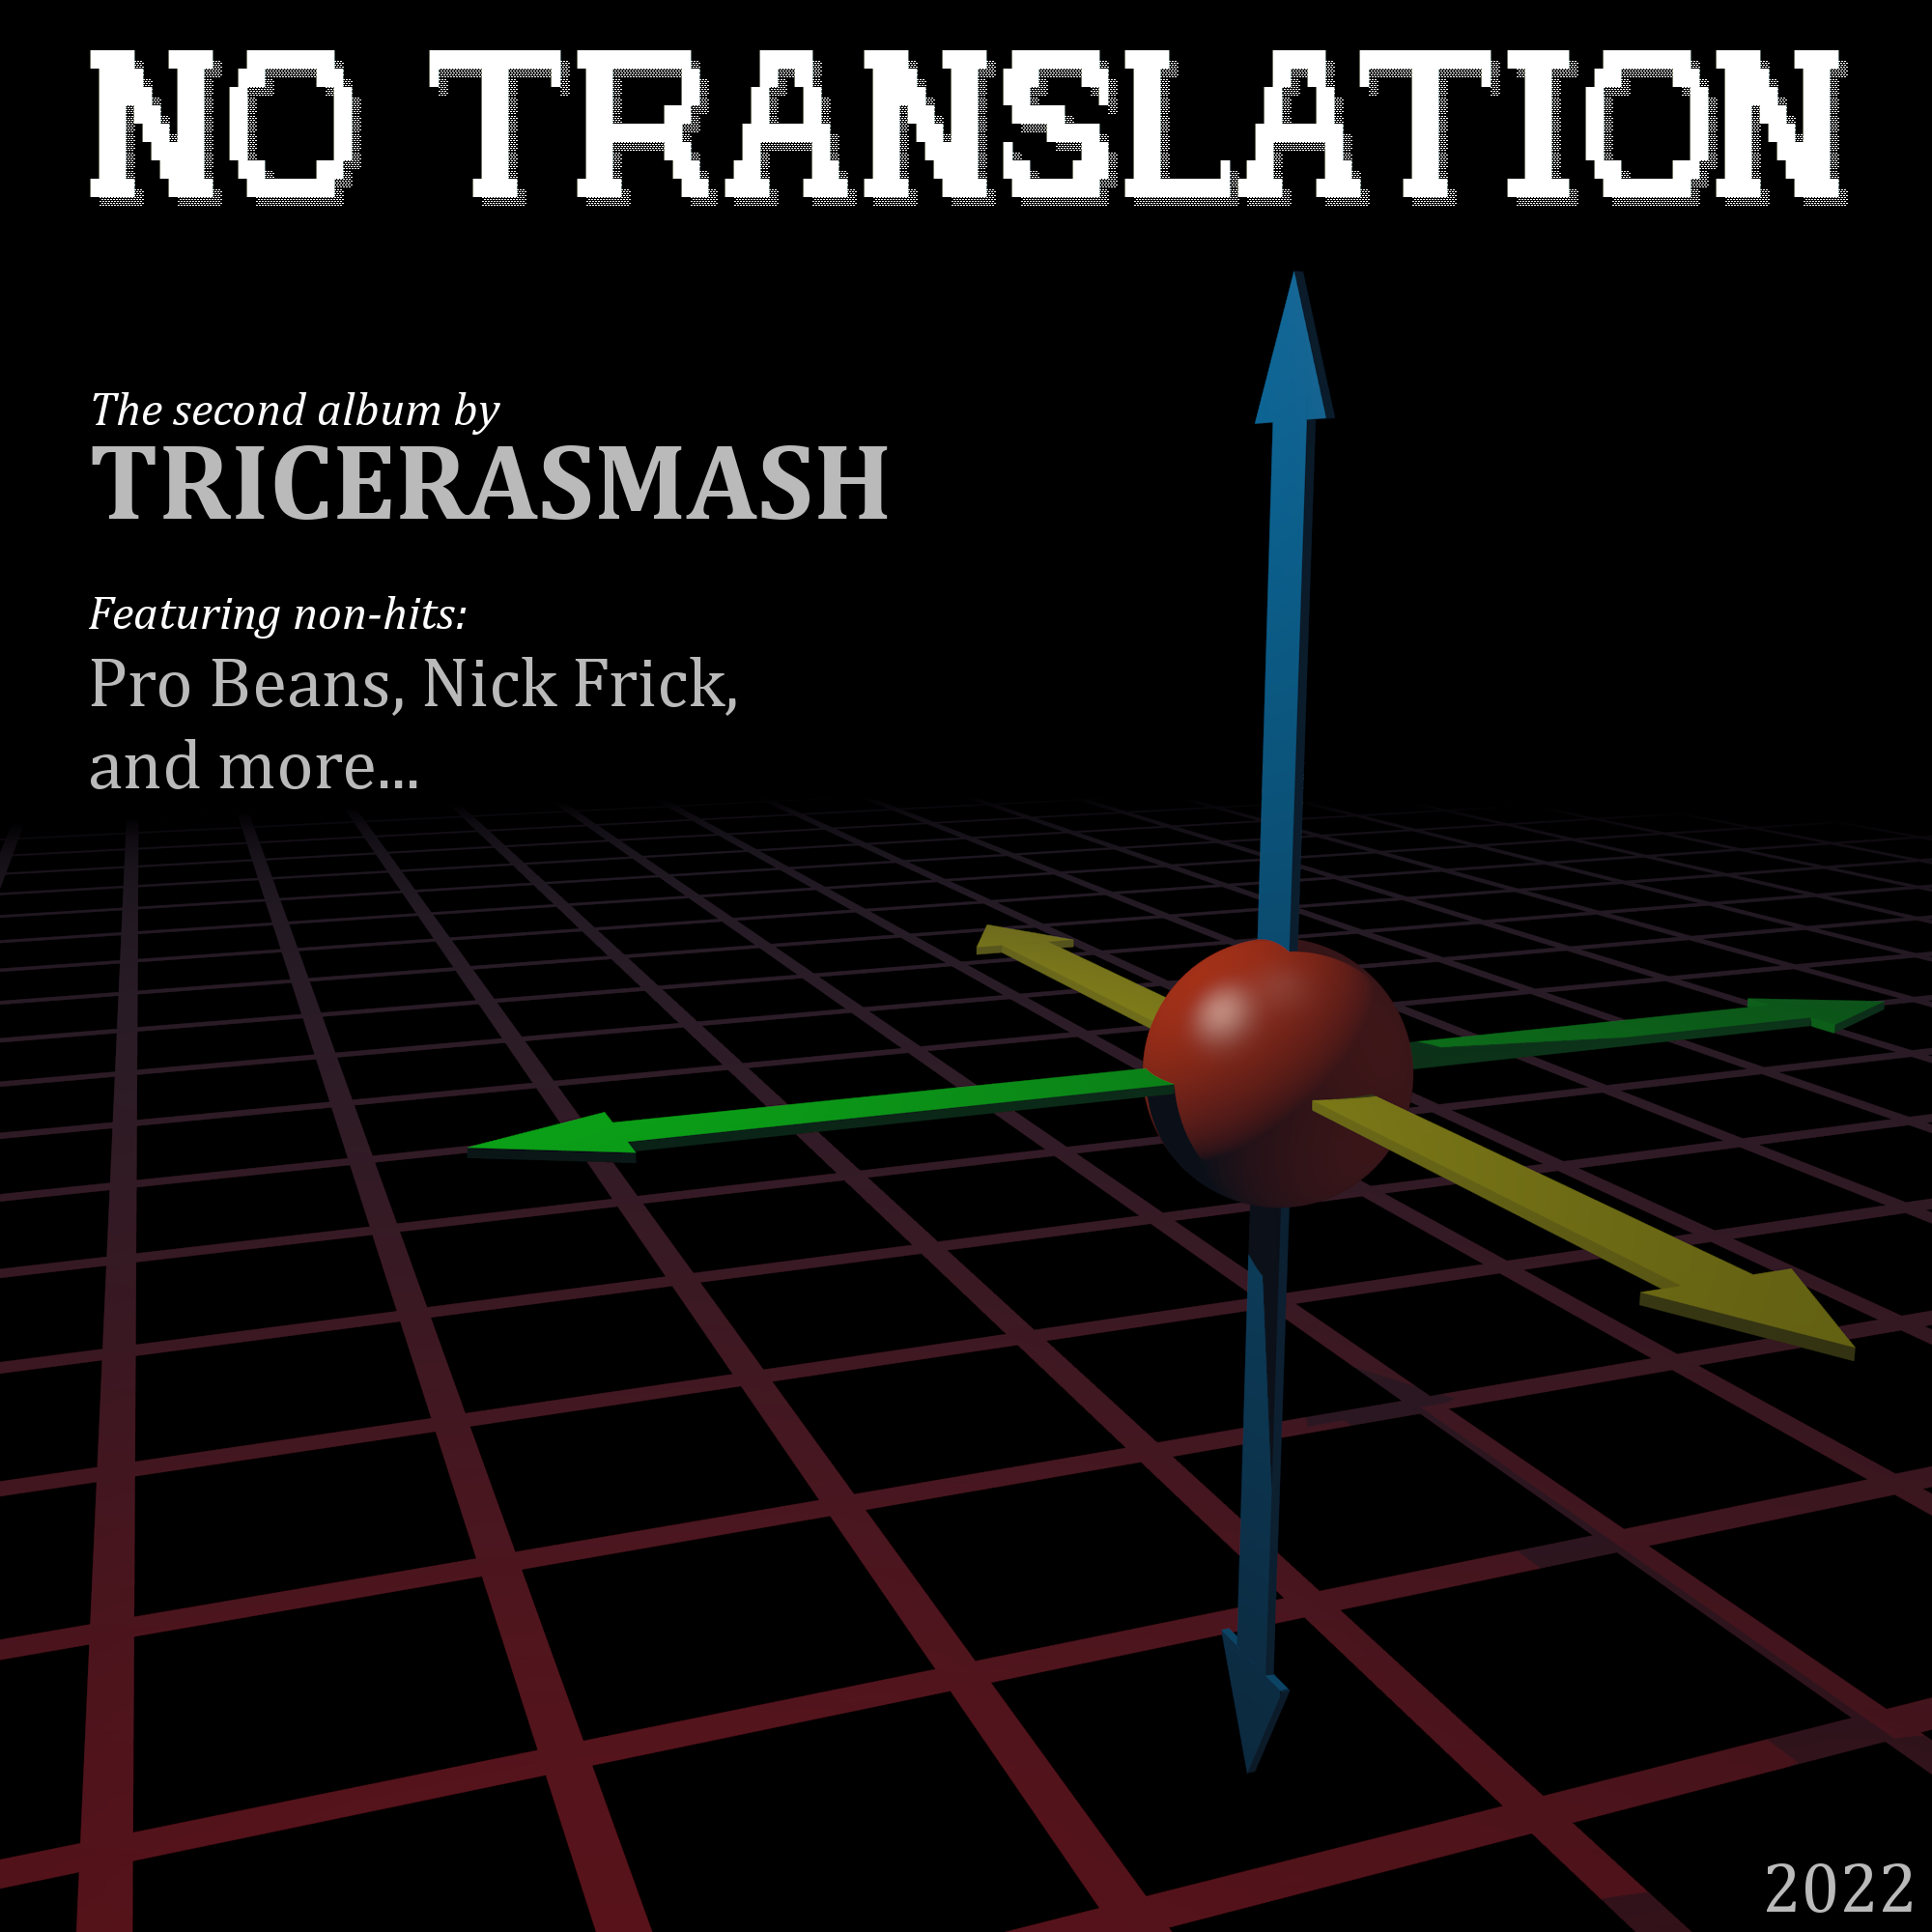 NO TRANSLATION
The second album by
TRICERASMASH
Featuring non-hits:
Pro Beans, Nick Frick,
and more...
2022